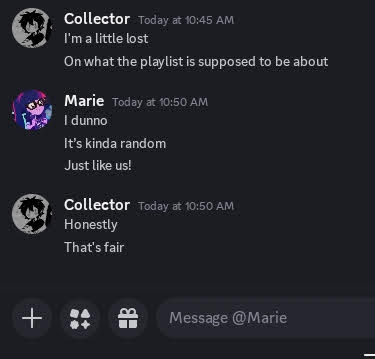 Collector Today at 10:45 AM
I'm a little lost
On what the playlist is supposed to be about
Marie Today at 10:50 AM
I dunno
It's kinda random
Just like us!
Collector Today at 10:50 AM
Honestly
That's fair
Message @Marie